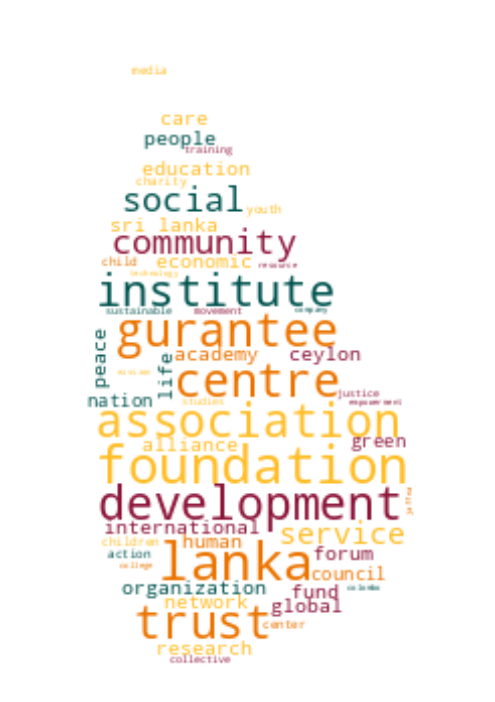 media
care
people
training
education
charity
social
youth
sri lanka
community
child economic resource
technology
institute
sustainable movement company
gurantee
peace
academy ceylon
life
mission
centre
nation studies justice
empowerment
association
alliance green
foundation
development
jaffna
international
service
children human
action forum
college
lanka
council
organization colombo
fund
network global
trust
center
research
collective